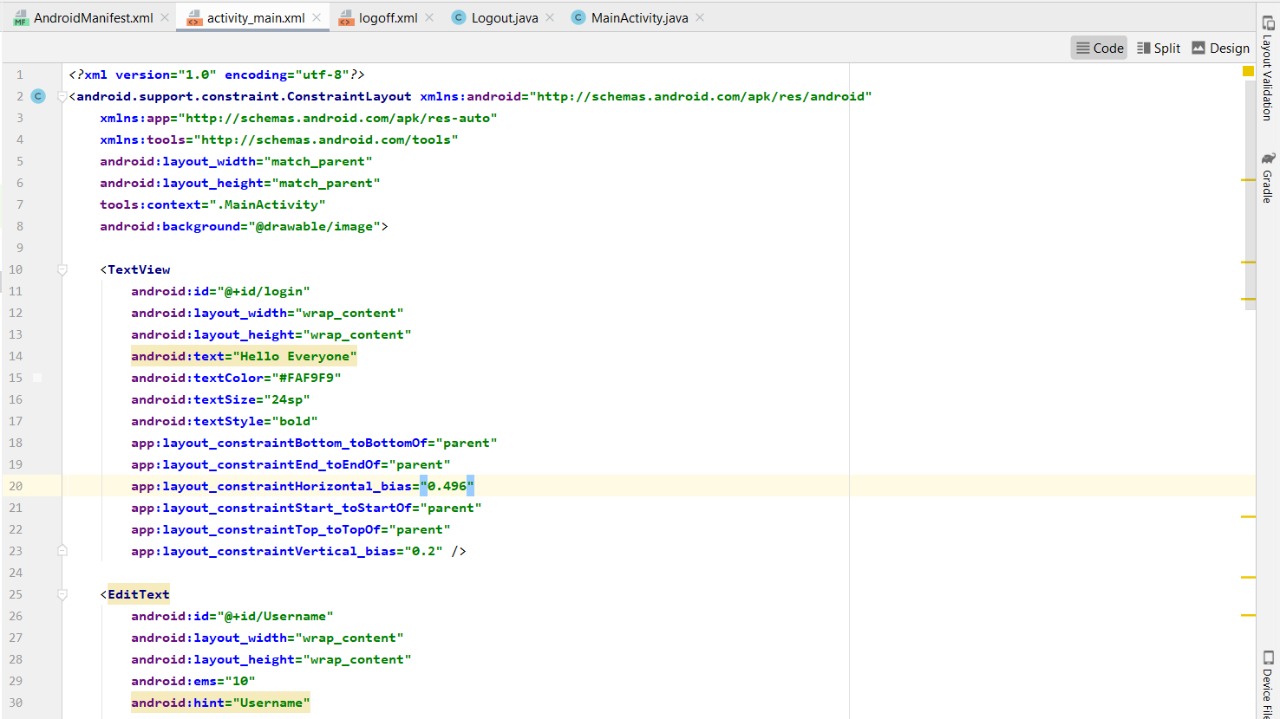 AndroidManifest.xml activity_main.xml logoff.xml Logout.java MainActivity.java
Code Split Design
1 <?xml version="1.0" encoding="utf-8"?>
2 <android.support.constraint.ConstraintLayout xmlns:android="http://schemas.android.com/apk/res/android"
3 xmlns:app="http://schemas.android.com/apk/res-auto"
4 xmlns:tools="http://schemas.android.com/tools"
5 android:layout_width="match_parent"
6 android:layout_height="match_parent"
7 tools:context=".MainActivity"
8 android:background="@drawable/image">
9
10 <TextView
11 android:id="@+id/login"
12 android:layout_width="wrap_content"
13 android:layout_height="wrap_content"
14 android:text="Hello Everyone"
15 android:textColor="#FAF9F9"
16 android:textSize="24sp"
17 android:textStyle="bold"
18 app:layout_constraintBottom_toBottomOf="parent"
19 app:layout_constraintEnd_toEndOf="parent"
20 app:layout_constraintHorizontal_bias="0.496"
21 app:layout_constraintStart_toStartOf="parent"
22 app:layout_constraintTop_toTopOf="parent"
23 app:layout_constraintVertical_bias="0.2" />
24
25 <EditText
26 android:id="@+id/Username"
27 android:layout_width="wrap_content"
28 android:layout_height="wrap_content"
29 android:ems="10"
30 android:hint="Username"
Layout Validation
Gradle
Device File